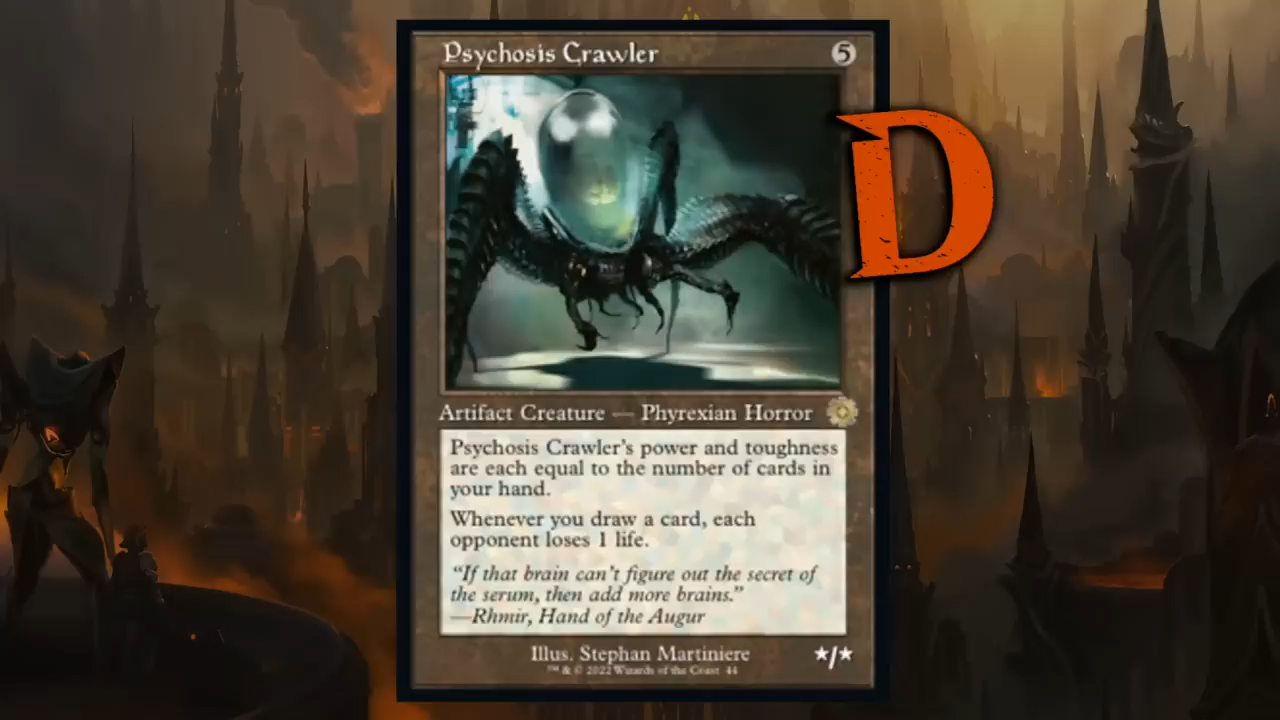 Psychosis Crawler 5
D
Artifact Creature — Phyrexian Horror
Psychosis Crawler's power and toughness
are each equal to the number of cards in
your hand.
Whenever you draw a card, each
opponent loses 1 life.
"If that brain can't figure out the secret of
the serum, then add more brains."
—Rhmir, Hand of the Augur
Illus. Stephan Martiniere ★/★
™ & © 2022 Wizards of the Coast 44